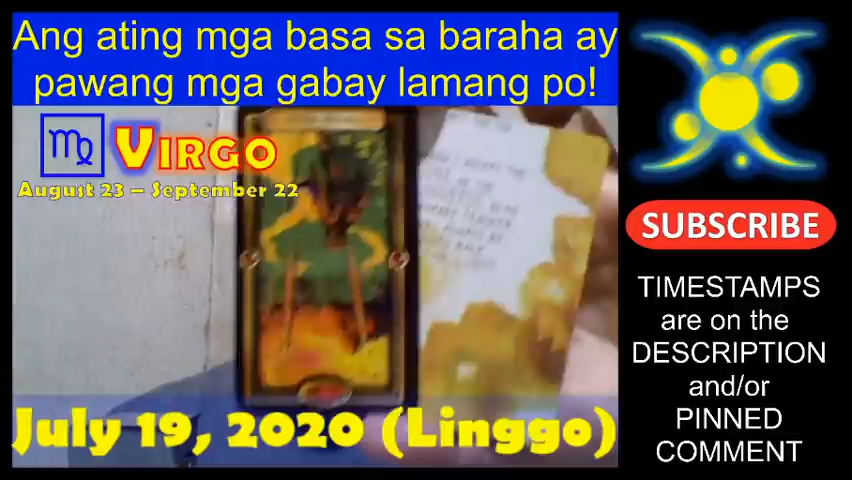 Ang ating mga basa sa baraha ay
pawang mga gabay lamang po!
♍ VIRGO
August 23 – September 22
July 19, 2020 (Linggo)
SUBSCRIBE
TIMESTAMPS
are on the
DESCRIPTION
and/or
PINNED
COMMENT